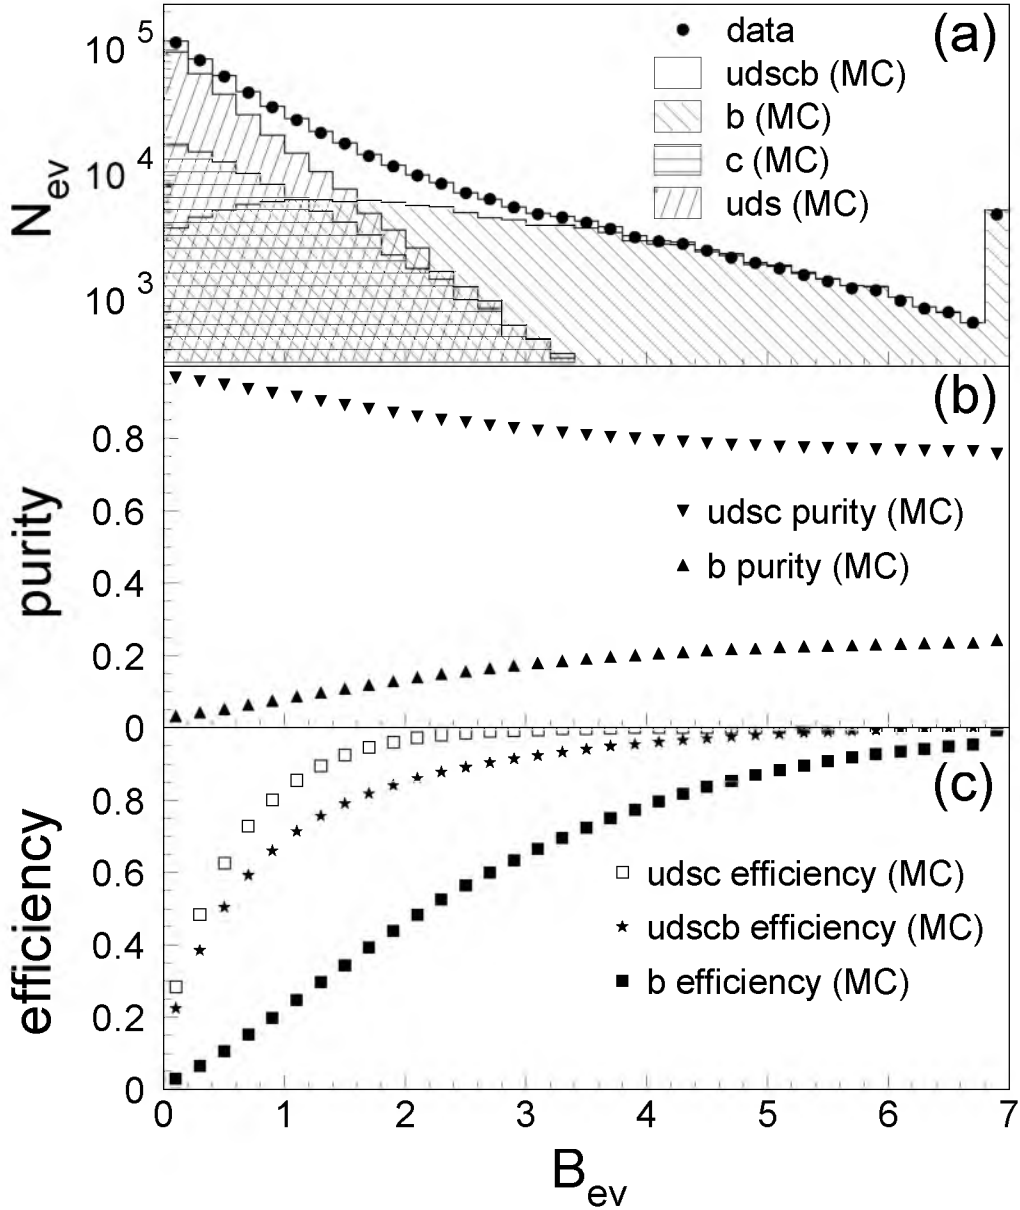 (a)
10^5
10^4
10^3
N_ev
data
udscb (MC)
b (MC)
c (MC)
uds (MC)
(b)
0.8
0.6
0.4
0.2
0
purity
udsc purity (MC)
b purity (MC)
(c)
0.8
0.6
0.4
0.2
0
efficiency
udsc efficiency (MC)
udscb efficiency (MC)
b efficiency (MC)
0 1 2 3 4 5 6 7
B_ev